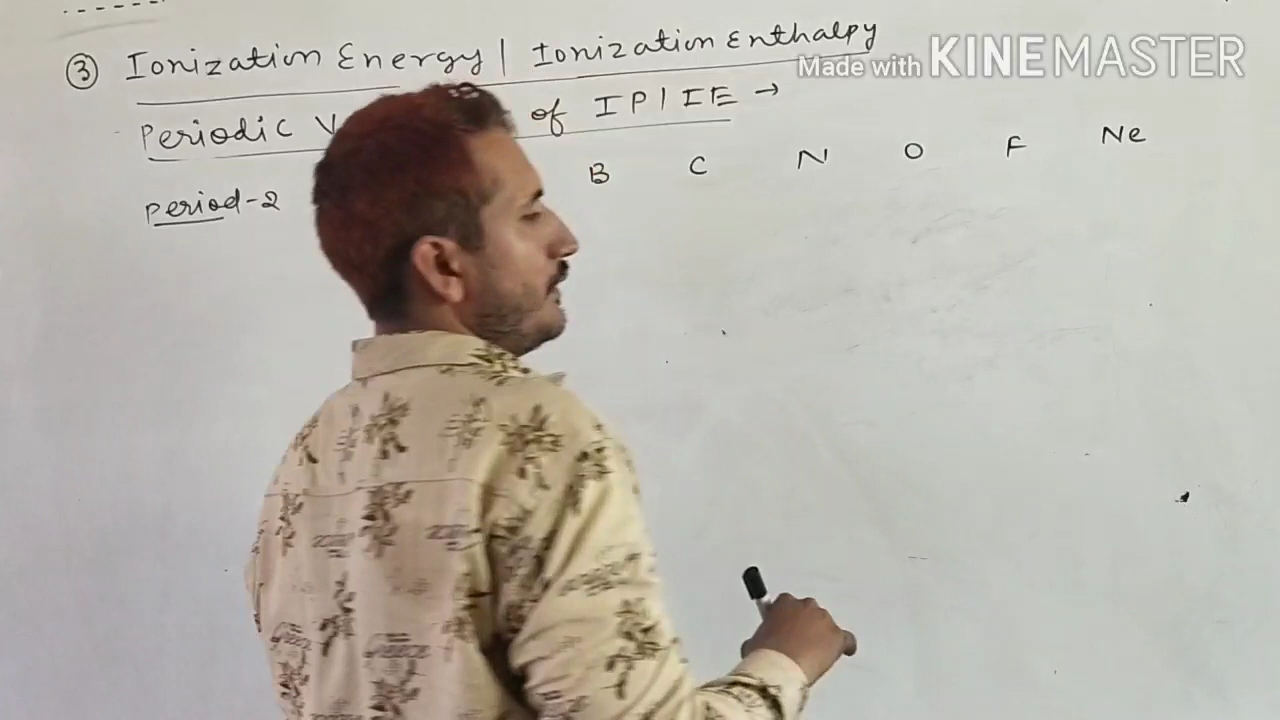 ③ Ionization Energy | Ionization Enthalpy
Made with KINEMASTER
Periodic V of IP | IE →
Period-2 B C N O F Ne